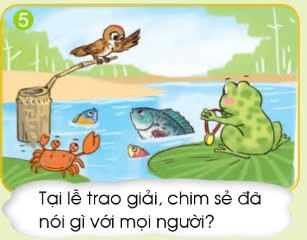 5
Tại lễ trao giải, chim sẻ đã
nói gì với mọi người?